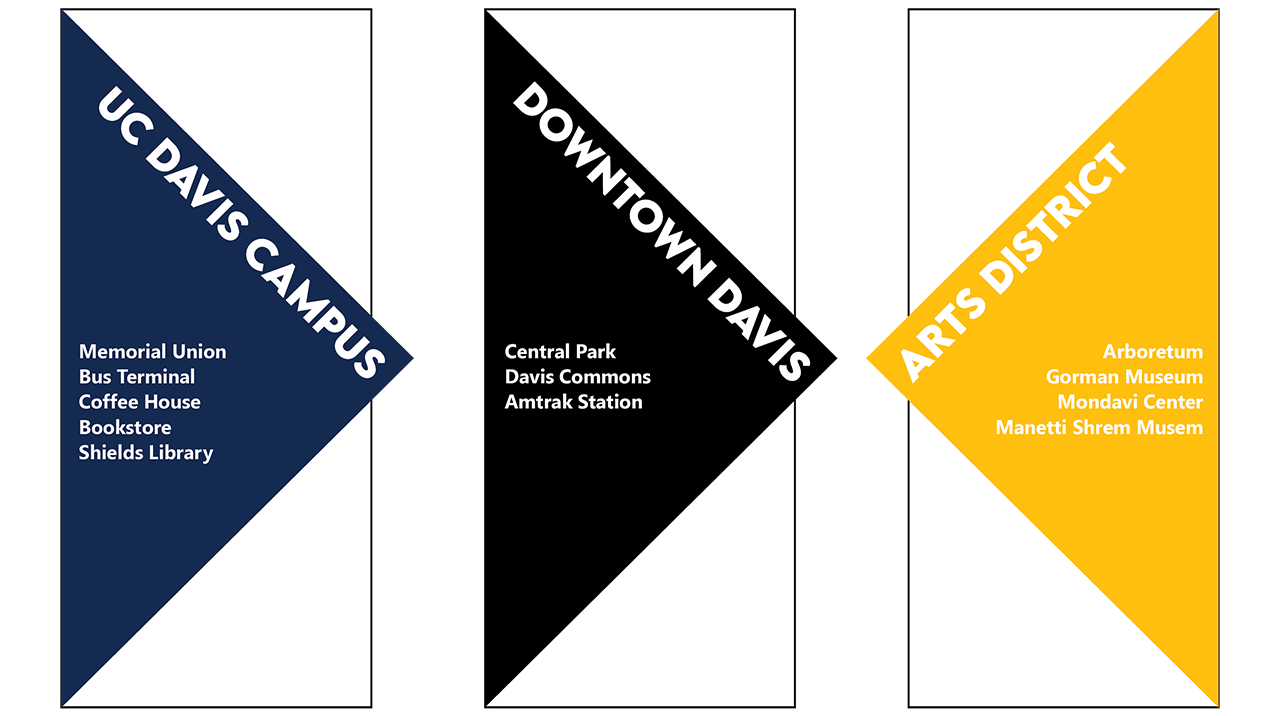 UC DAVIS CAMPUS
Memorial Union
Bus Terminal
Coffee House
Bookstore
Shields Library
DOWNTOWN DAVIS
Central Park
Davis Commons
Amtrak Station
ARTS DISTRICT
Arboretum
Gorman Museum
Mondavi Center
Manetti Shrem Musem